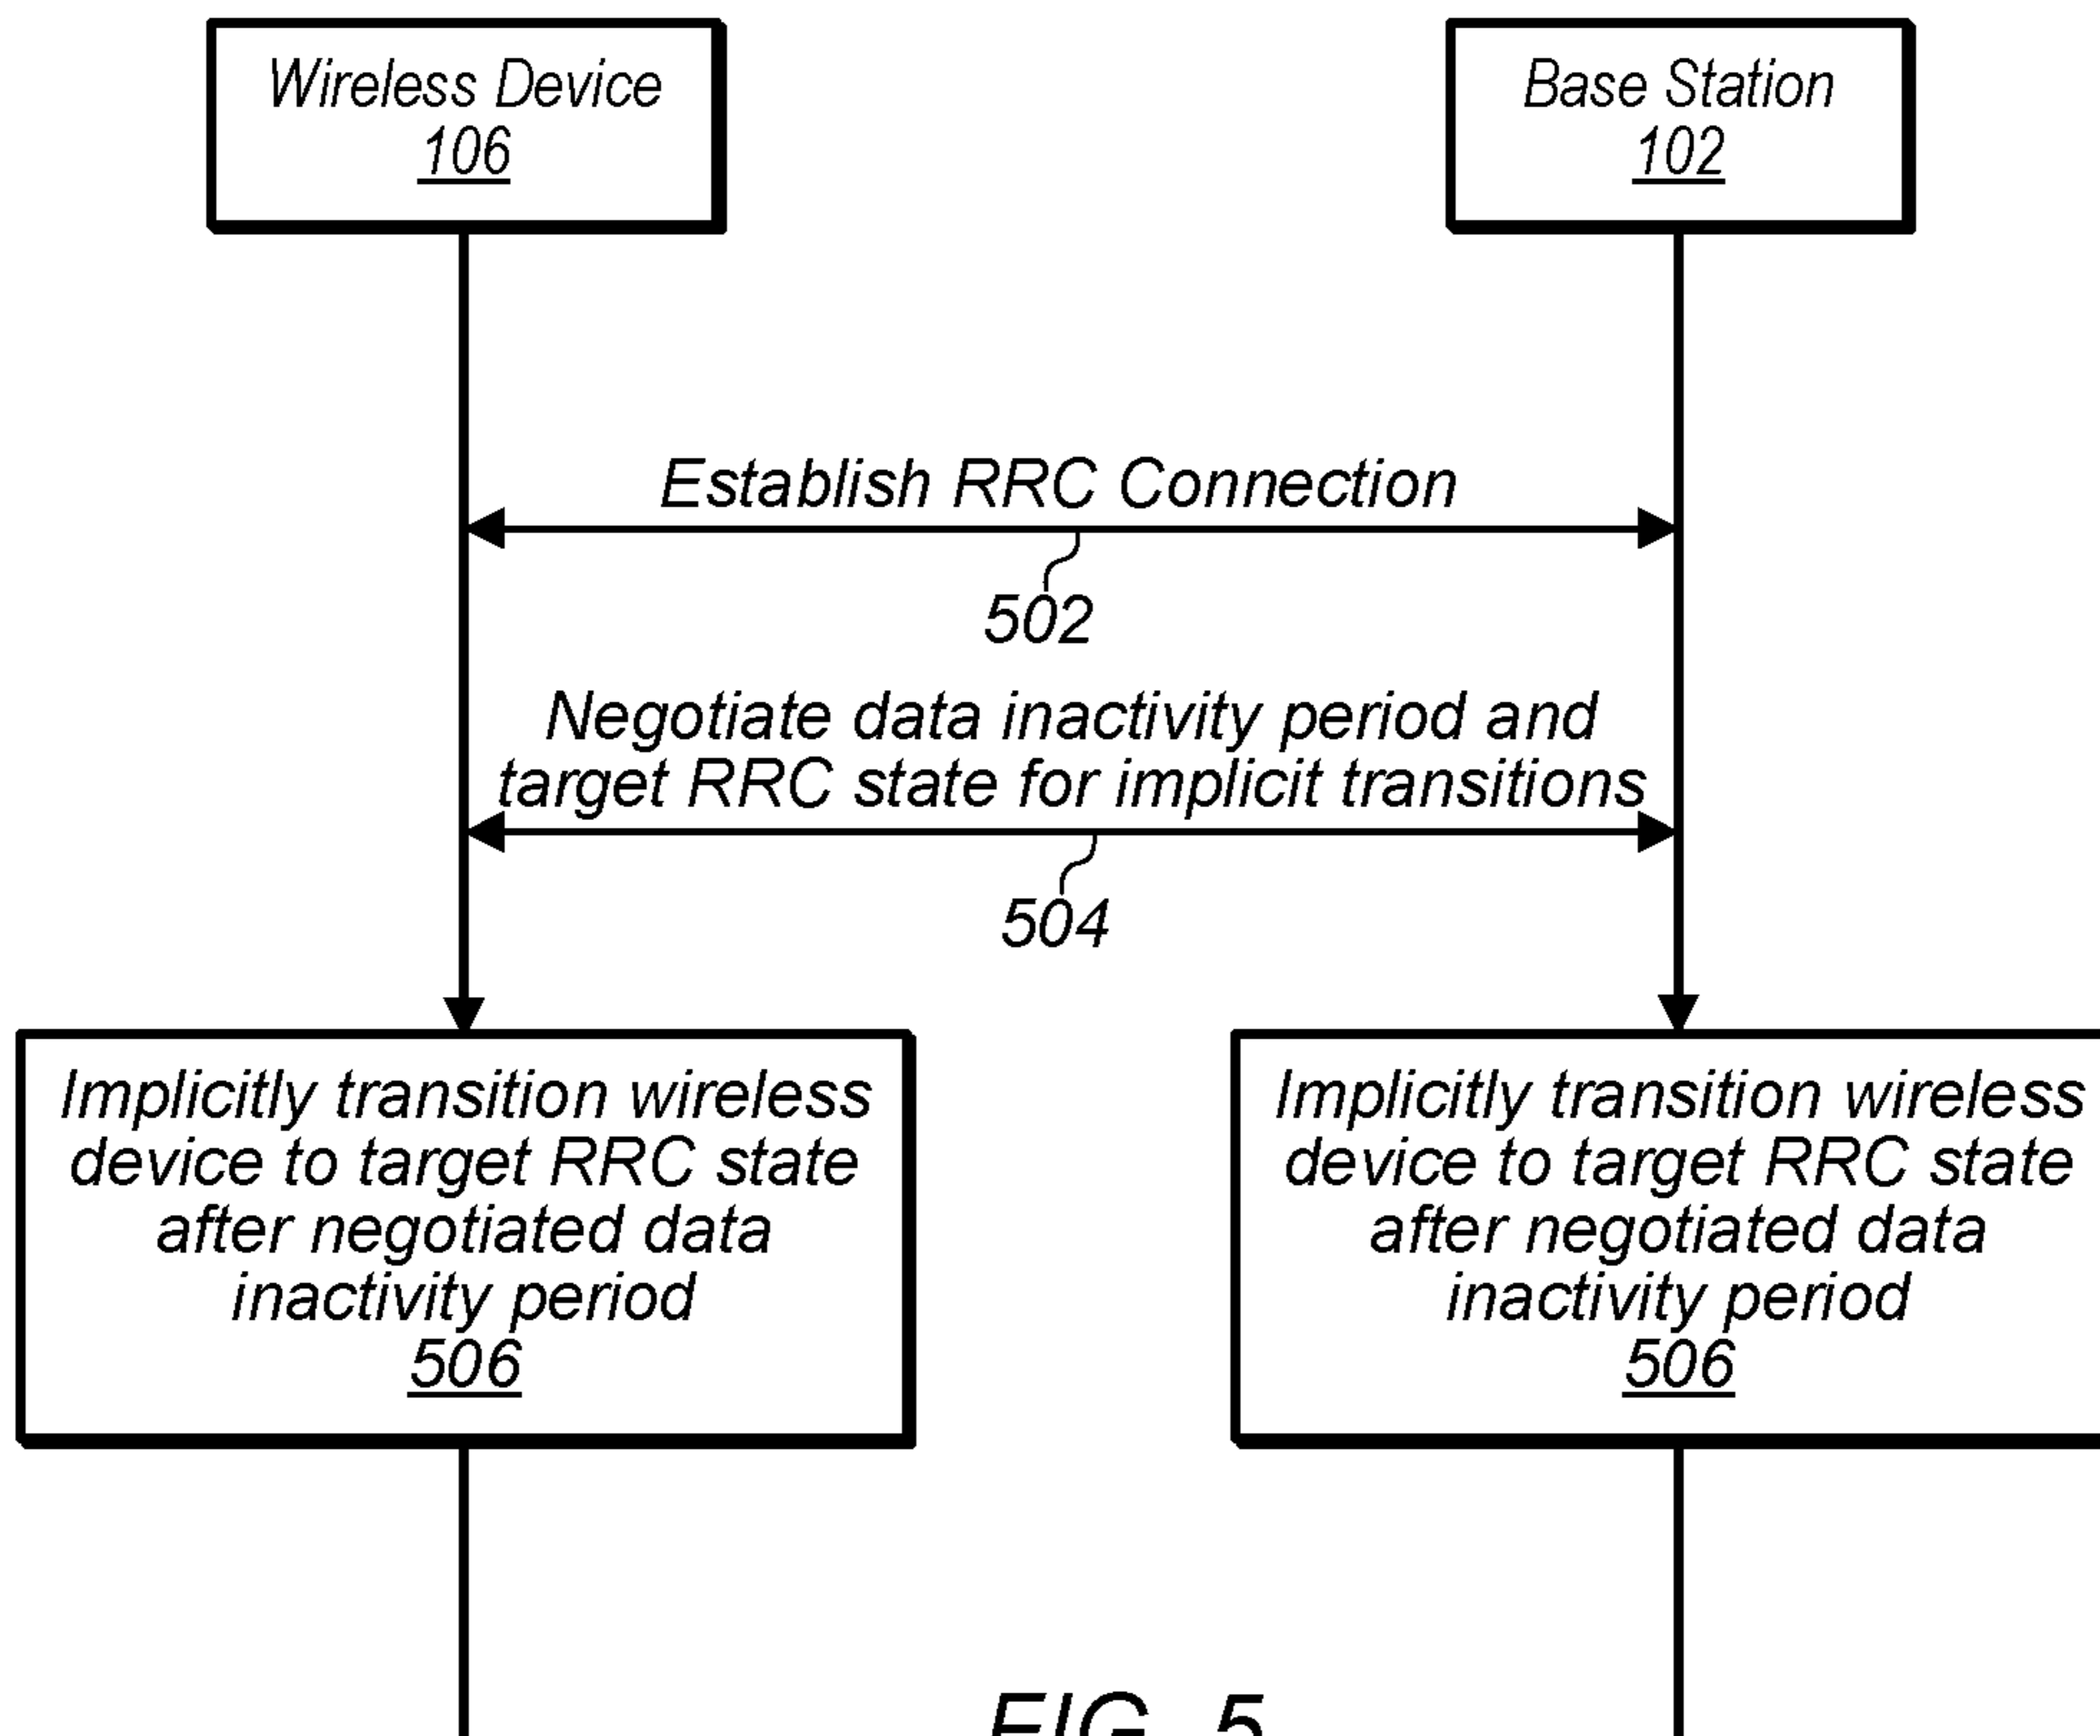 Wireless Device
106
Base Station
102
Establish RRC Connection
502
Negotiate data inactivity period and
target RRC state for implicit transitions
504
Implicitly transition wireless
device to target RRC state
after negotiated data
inactivity period
506
Implicitly transition wireless
device to target RRC state
after negotiated data
inactivity period
506
FIG. 5